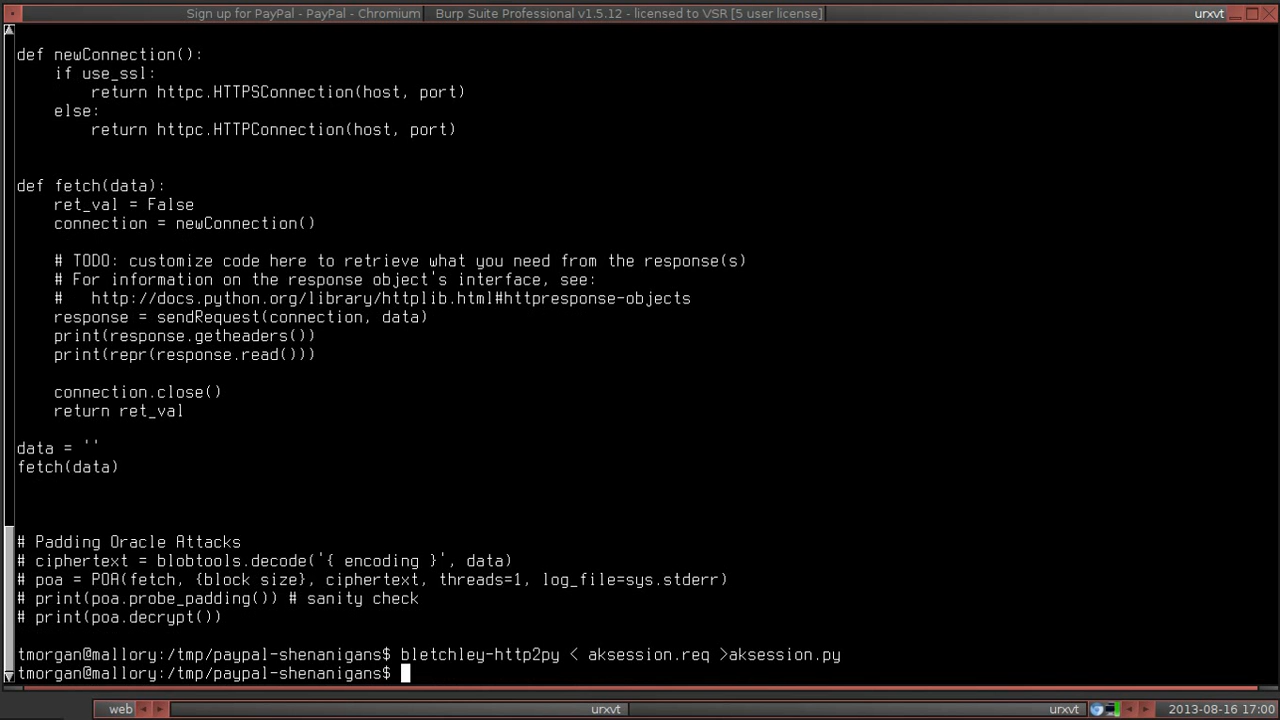 Sign up for PayPal - PayPal - Chromium
Burp Suite Professional v1.5.12 - licensed to VSR [5 user license]
urxvt
def newConnection():
    if use_ssl:
        return httpc.HTTPSConnection(host, port)
    else:
        return httpc.HTTPConnection(host, port)
def fetch(data):
    ret_val = False
    connection = newConnection()
    # TODO: customize code here to retrieve what you need from the response(s)
    # For information on the response object's interface, see:
    #   http://docs.python.org/library/httplib.html#httpresponse-objects
    response = sendRequest(connection, data)
    print(response.getheaders())
    print(repr(response.read()))
    connection.close()
    return ret_val
data = ''
fetch(data)
# Padding Oracle Attacks
# ciphertext = blobtools.decode('{ encoding }', data)
# poa = POA(fetch, {block size}, ciphertext, threads=1, log_file=sys.stderr)
# print(poa.probe_padding()) # sanity check
# print(poa.decrypt())
tmorgan@mallory:/tmp/paypal-shenanigans$ bletchley-http2py < aksession.req >aksession.py
tmorgan@mallory:/tmp/paypal-shenanigans$
web
urxvt
urxvt
2013-08-16 17:00